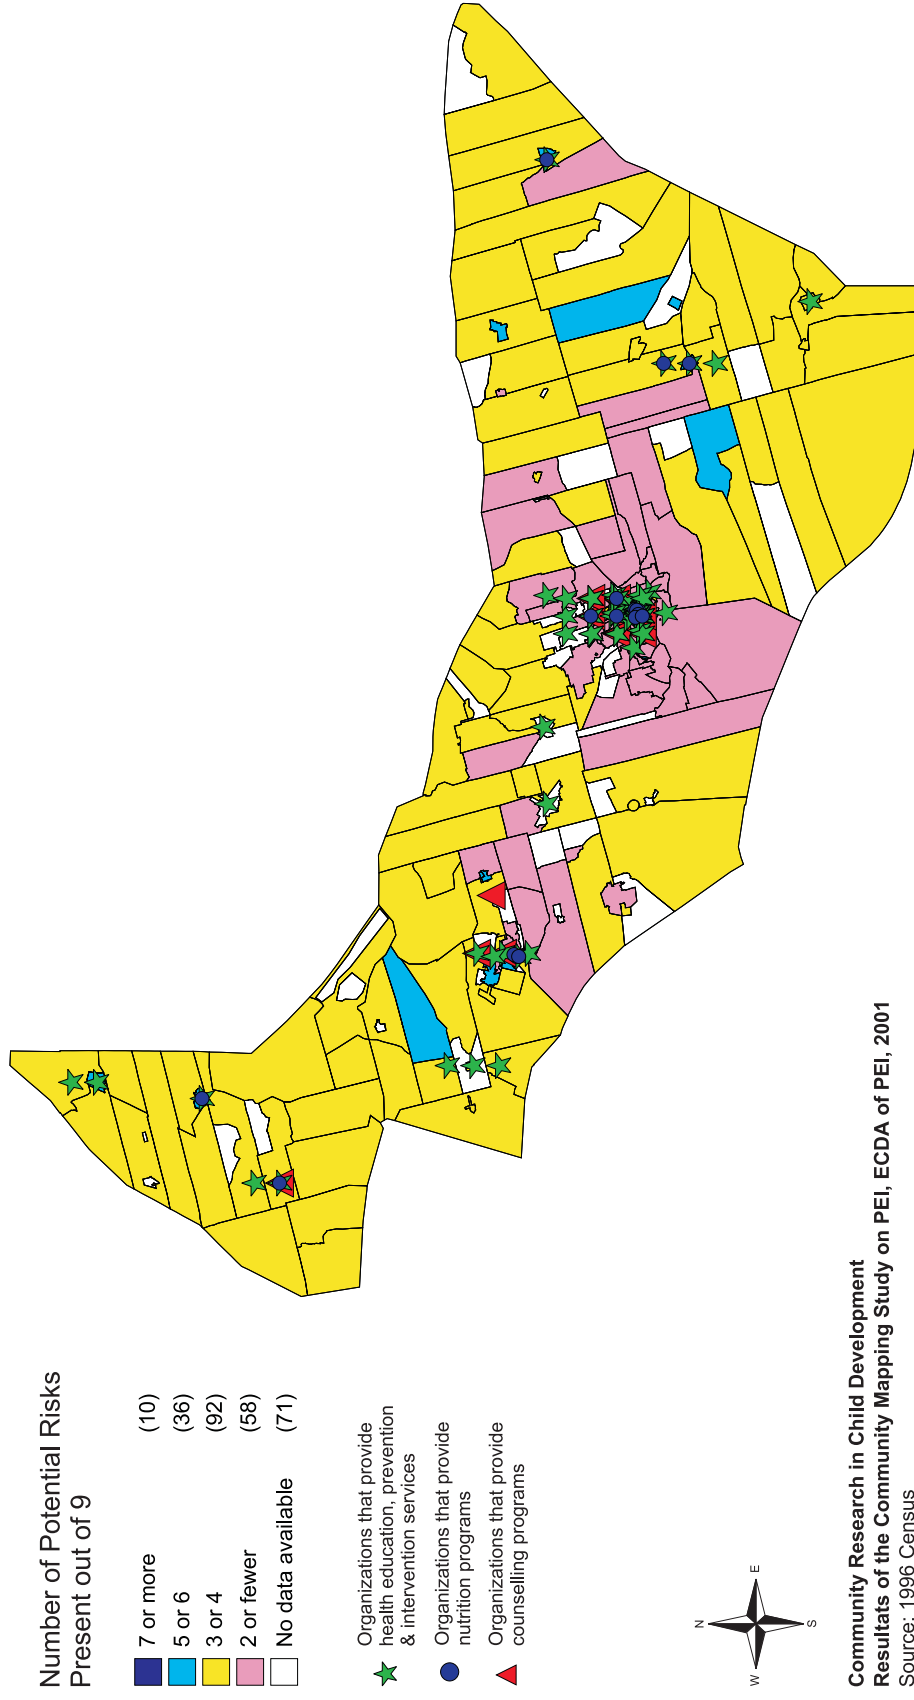 Number of Potential Risks
Present out of 9
7 or more (10)
5 or 6 (36)
3 or 4 (92)
2 or fewer (58)
No data available (71)
Organizations that provide
health education, prevention
& intervention services
Organizations that provide
nutrition programs
Organizations that provide
counselling programs
N
W
E
S
Community Research in Child Development
Resultats of the Community Mapping Study on PEI, ECDA of PEI, 2001
Source: 1996 Census